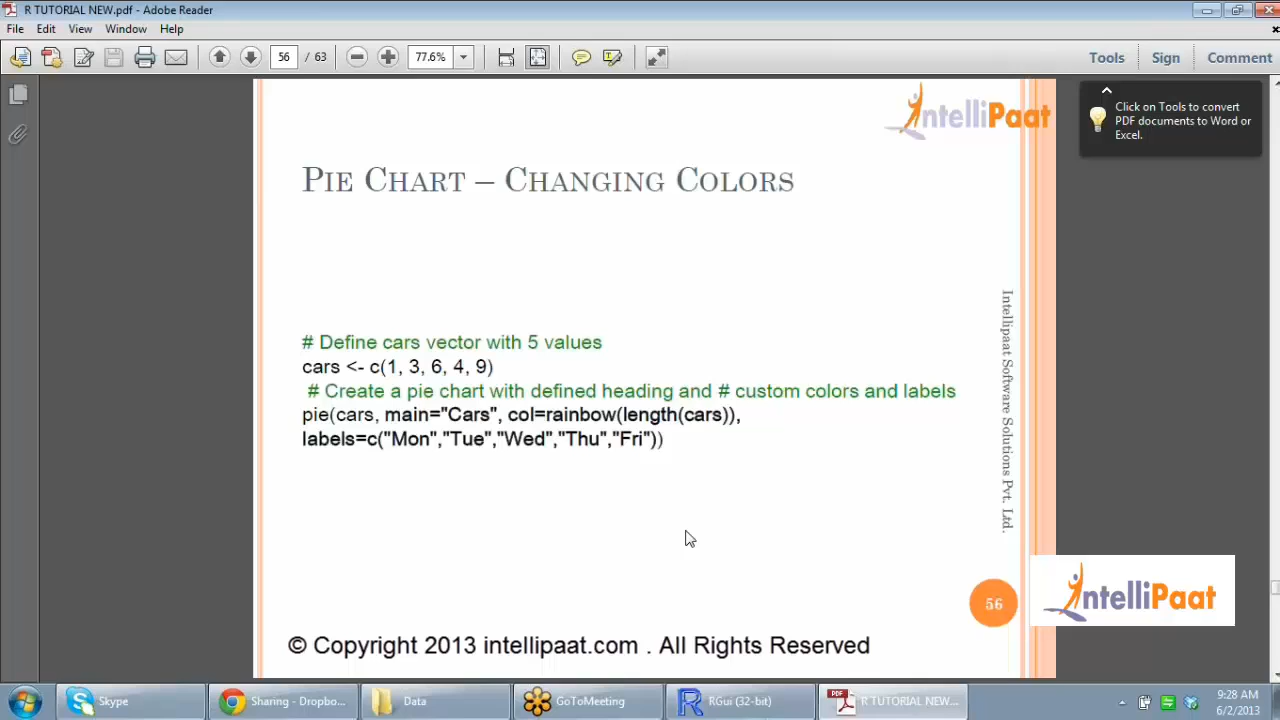 R TUTORIAL NEW.pdf - Adobe Reader
File Edit View Window Help
56 / 63 77.6% Tools Sign Comment
IntelliPaat
Click on Tools to convert
PDF documents to Word or
Excel.
PIE CHART – CHANGING COLORS
# Define cars vector with 5 values
cars <- c(1, 3, 6, 4, 9)
# Create a pie chart with defined heading and # custom colors and labels
pie(cars, main="Cars", col=rainbow(length(cars)),
labels=c("Mon","Tue","Wed","Thu","Fri"))
Intellipaat Software Solutions Pvt. Ltd.
56
IntelliPaat
© Copyright 2013 intellipaat.com . All Rights Reserved
Skype Sharing - Dropbo... Data GoToMeeting RGui (32-bit) R TUTORIAL NEW...
9:28 AM
6/2/2013